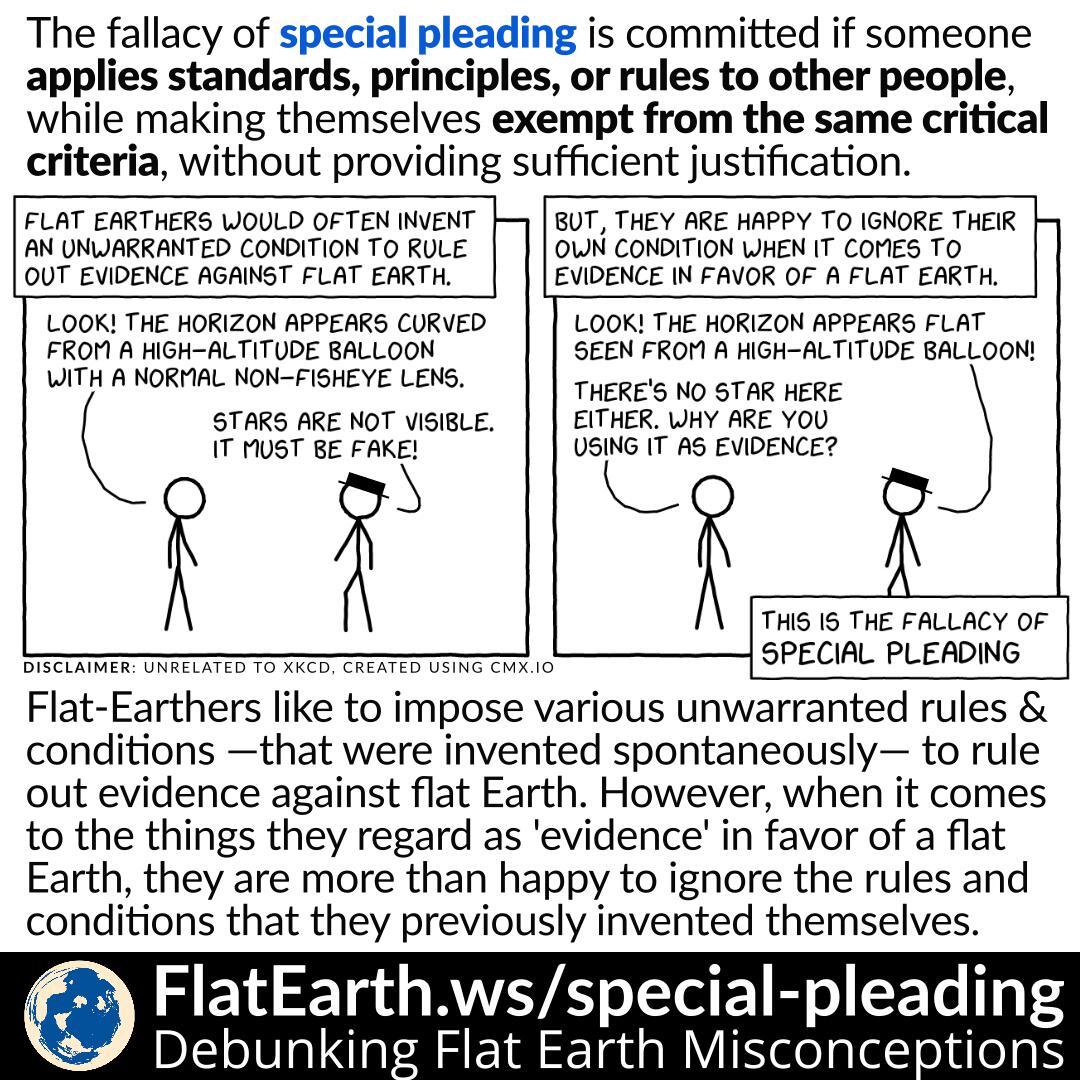 The fallacy of special pleading is committed if someone
applies standards, principles, or rules to other people,
while making themselves exempt from the same critical
criteria, without providing sufficient justification.
FLAT EARTHERS WOULD OFTEN INVENT
AN UNWARRANTED CONDITION TO RULE
OUT EVIDENCE AGAINST FLAT EARTH.
LOOK! THE HORIZON APPEARS CURVED
FROM A HIGH-ALTITUDE BALLOON
WITH A NORMAL NON-FISHEYE LENS.
STARS ARE NOT VISIBLE.
IT MUST BE FAKE!
BUT, THEY ARE HAPPY TO IGNORE THEIR
OWN CONDITION WHEN IT COMES TO
EVIDENCE IN FAVOR OF A FLAT EARTH.
LOOK! THE HORIZON APPEARS FLAT
SEEN FROM A HIGH-ALTITUDE BALLOON!
THERE'S NO STAR HERE
EITHER. WHY ARE YOU
USING IT AS EVIDENCE?
THIS IS THE FALLACY OF
SPECIAL PLEADING
DISCLAIMER: UNRELATED TO XKCD, CREATED USING CMX.IO
Flat-Earthers like to impose various unwarranted rules &
conditions —that were invented spontaneously— to rule
out evidence against flat Earth. However, when it comes
to the things they regard as 'evidence' in favor of a flat
Earth, they are more than happy to ignore the rules and
conditions that they previously invented themselves.
FlatEarth.ws/special-pleading
Debunking Flat Earth Misconceptions